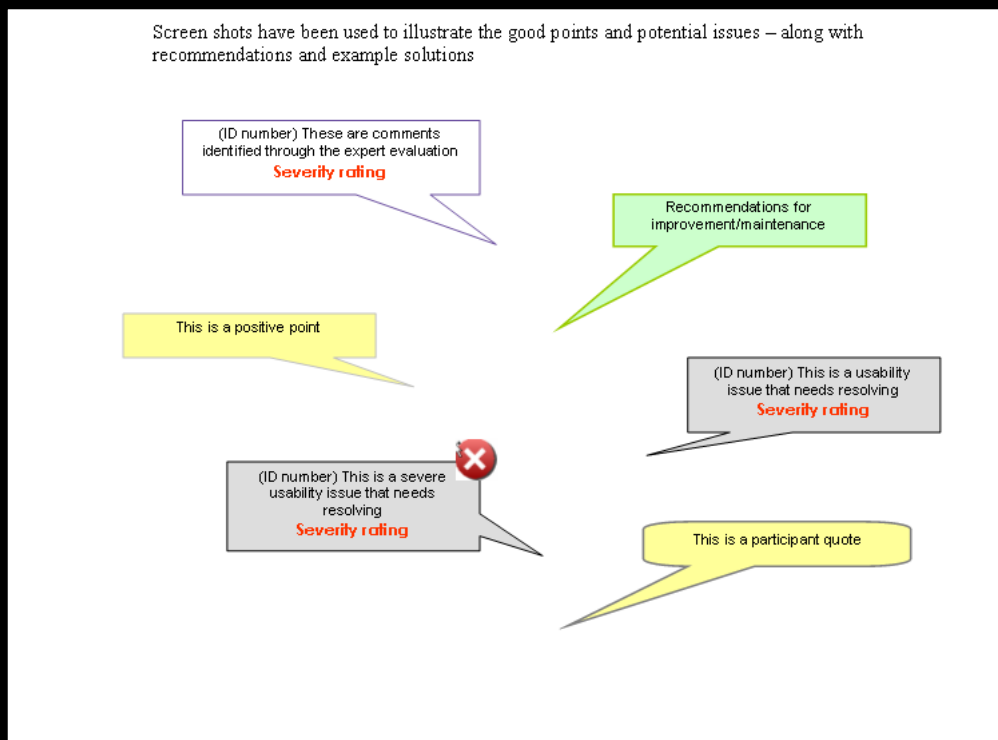 Screen shots have been used to illustrate the good points and potential issues – along with
recommendations and example solutions
(ID number) These are comments
identified through the expert evaluation
Severity rating
Recommendations for
improvement/maintenance
This is a positive point
(ID number) This is a usability
issue that needs resolving
Severity rating
(ID number) This is a severe
usability issue that needs
resolving
Severity rating
This is a participant quote